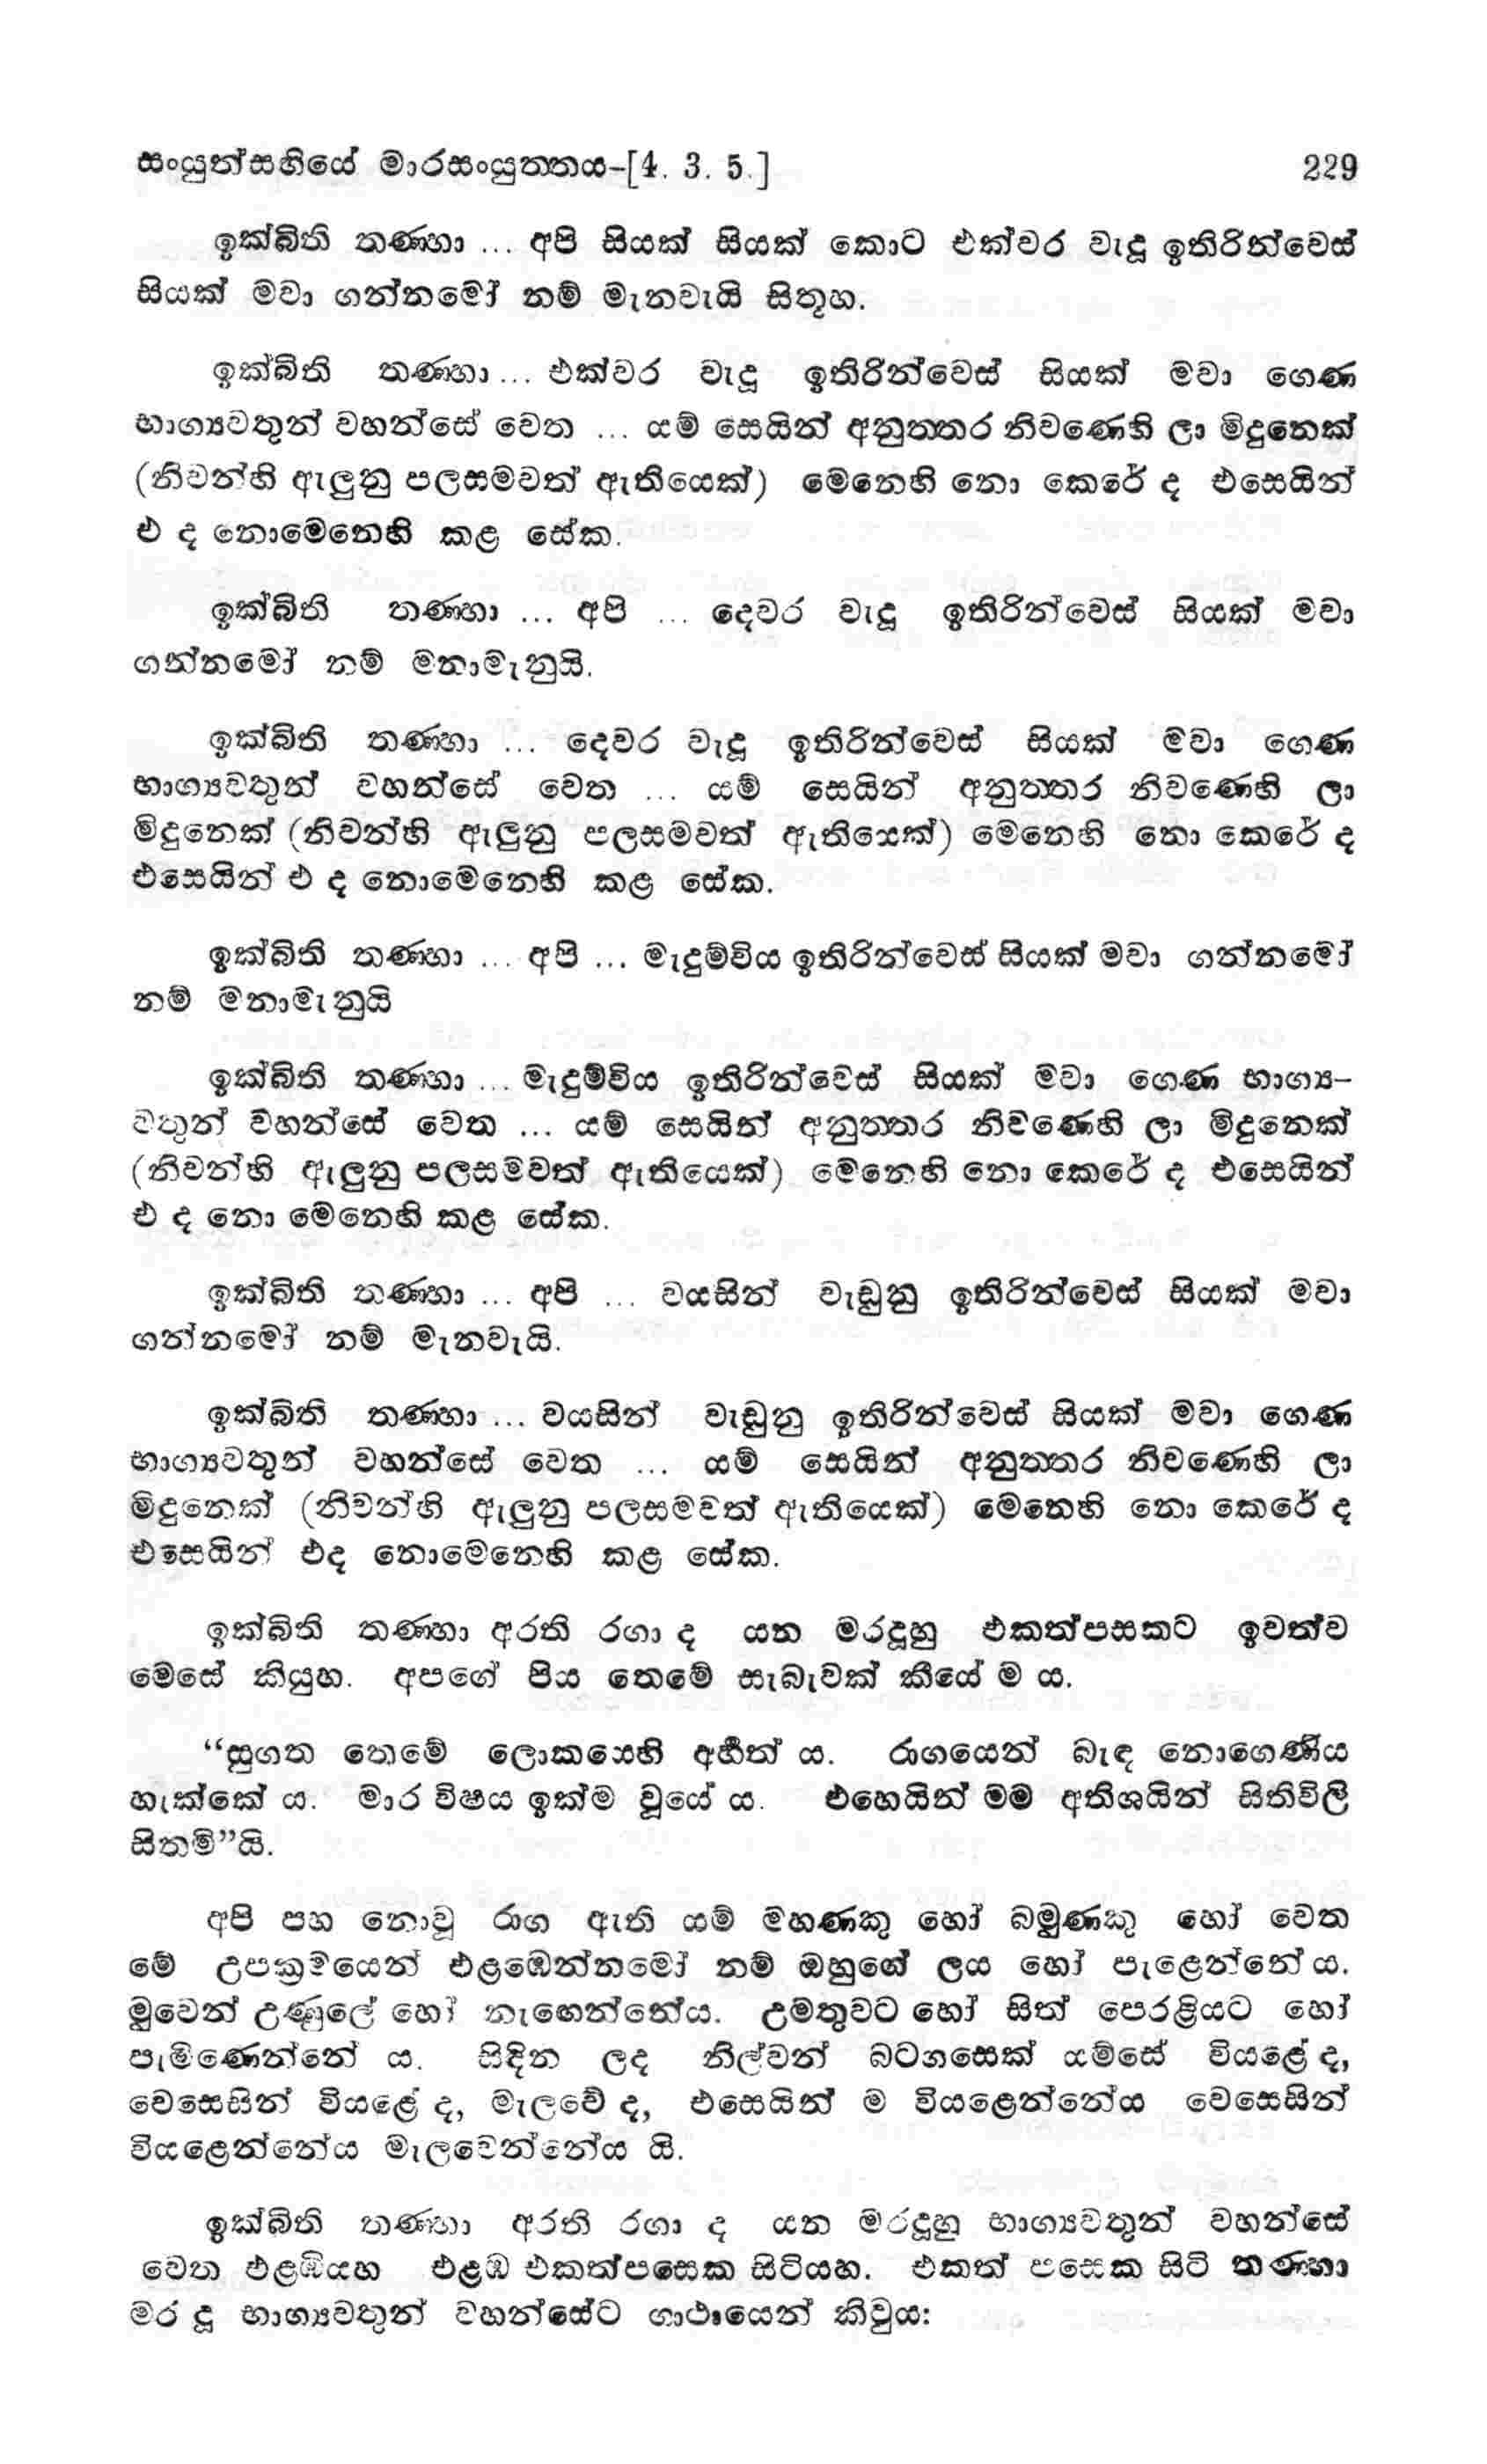 සංයුත්සඟියේ මාරසංයුත්තය–[4. 3. 5.] 229
ඉක්බිති තණ්හා ... අපි සියක් සියක් කොට එක්වර වැදූ ඉතිරින්වෙස්
සියක් මවා ගන්නමෝ නම් මැනවැයි සිතූහ.
ඉක්බිති තණ්හා ... එක්වර වැදූ ඉතිරින්වෙස් සියක් මවා ගෙණ
භාග්‍යවතුන් වහන්සේ වෙත ... යම් සෙයින් අනුත්තර නිවණෙහි ලා මිදුනෙක්
(නිවන්හි ඇලුනු පලසමවත් ඇතියෙක්) මෙනෙහි නො කෙරේ ද එසෙයින්
එ ද නොමෙනෙහි කළ සේක.
ඉක්බිති තණ්හා ... අපි ... දෙවර වැදූ ඉතිරින්වෙස් සියක් මවා
ගන්නමෝ නම් මනාමැනුයි.
ඉක්බිති තණ්හා ... දෙවර වැදූ ඉතිරින්වෙස් සියක් මවා ගෙණ
භාග්‍යවතුන් වහන්සේ වෙත ... යම් සෙයින් අනුත්තර නිවණෙහි ලා
මිදුනෙක් (නිවන්හි ඇලුනු පලසමවත් ඇතියෙක්) මෙනෙහි නො කෙරේ ද
එසෙයින් එ ද නොමෙනෙහි කළ සේක.
ඉක්බිති තණ්හා ... අපි ... මැදුම්විය ඉතිරින්වෙස් සියක් මවා ගන්නමෝ
නම් මනාමැනුයි
ඉක්බිති තණ්හා ... මැදුම්විය ඉතිරින්වෙස් සියක් මවා ගෙණ භාග්‍ය–
වතුන් වහන්සේ වෙත ... යම් සෙයින් අනුත්තර නිවණෙහි ලා මිදුනෙක්
(නිවන්හි ඇලුනු පලසමවත් ඇතියෙක්) මෙනෙහි නො කෙරේ ද එසෙයින්
එ ද නො මෙනෙහි කළ සේක.
ඉක්බිති තණ්හා ... අපි ... වයසින් වැඩුනු ඉතිරින්වෙස් සියක් මවා
ගන්නමෝ නම් මැනවැයි.
ඉක්බිති තණ්හා ... වයසින් වැඩුනු ඉතිරින්වෙස් සියක් මවා ගෙණ
භාග්‍යවතුන් වහන්සේ වෙත ... යම් සෙයින් අනුත්තර නිවණෙහි ලා
මිදුනෙක් (නිවන්හි ඇලුනු පලසමවත් ඇතියෙක්) මෙනෙහි නො කෙරේ ද
එසෙයින් එද නොමෙනෙහි කළ සේක.
ඉක්බිති තණ්හා අරති රගා ද යන මරදූහු එකත්පසකට ඉවත්ව
මෙසේ කියුහ. අපගේ පිය තෙමේ සැබැවක් කීයේ ම ය.
“සුගත තෙමේ ලොකයෙහි අර්‍හත් ය. රාගයෙන් බැඳ නොගෙණිය
හැක්කේ ය. මාර විෂය ඉක්ම වූයේ ය. එහෙයින් මම අතිශයින් සිතිවිලි
සිතමි”යි.
අපි පහ නොවූ රාග ඇති යම් මහණකු හෝ බමුණකු හෝ වෙත
මේ උපක්‍රමයෙන් එළඹෙන්නමෝ නම් ඔහුගේ ලය හෝ පැළෙන්නේ ය.
මුවෙන් උණුලේ හෝ නැඟෙන්නේය. උමතුවට හෝ සිත් පෙරළියට හෝ
පැමිණෙන්නේ ය. සිඳින ලද නිල්වන් බටගසෙක් යම්සේ වියළේ ද,
වෙසෙසින් වියළේ ද, මැලවේ ද, එසෙයින් ම වියළෙන්නේය වෙසෙසින්
වියළෙන්නේය මැලවෙන්නේය යි.
ඉක්බිති තණ්හා අරති රගා ද යන මරදූහු භාග්‍යවතුන් වහන්සේ
වෙත එළඹියහ එළඹ එකත්පසෙක සිටියහ. එකත් පසෙක සිටි තණ්හා
මර දූ භාග්‍යවතුන් වහන්සේට ගාථායෙන් කිවුය: